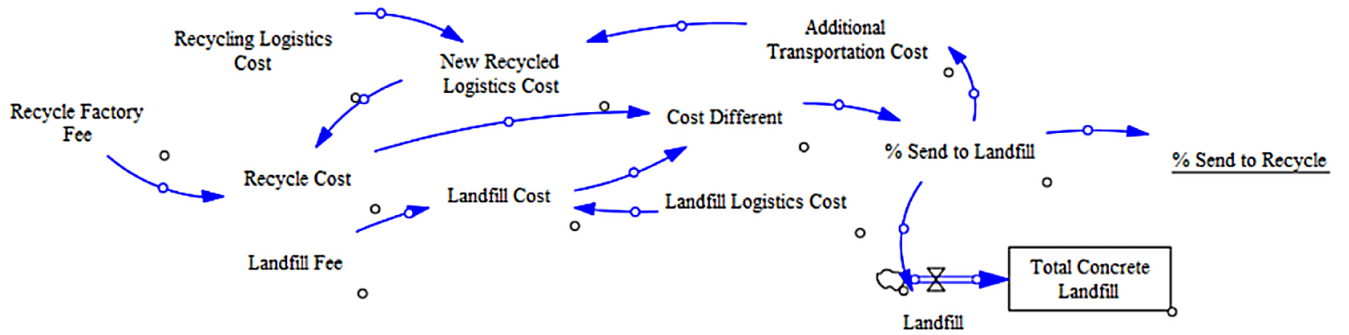 Recycling Logistics
Cost
New Recycled
Logistics Cost
Additional
Transportation Cost
Recycle Factory
Fee
Cost Different
% Send to Landfill
% Send to Recycle
Recycle Cost
Landfill Cost
Landfill Logistics Cost
Landfill Fee
Total Concrete
Landfill
Landfill